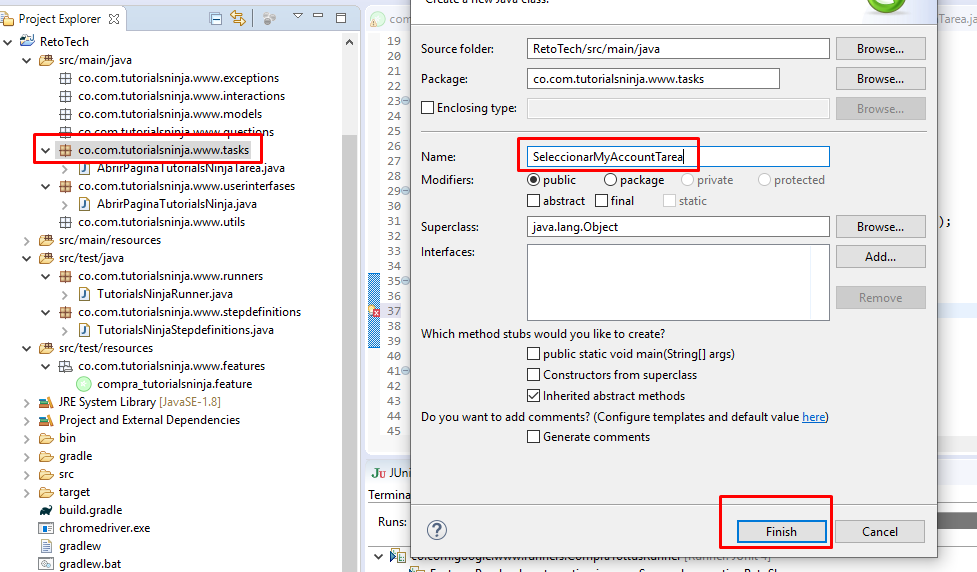 Project Explorer
RetoTech
src/main/java
co.com.tutorialsninja.www.exceptions
co.com.tutorialsninja.www.interactions
co.com.tutorialsninja.www.models
co.com.tutorialsninja.www.questions
co.com.tutorialsninja.www.tasks
AbrirPaginaTutorialsNinjaTarea.java
co.com.tutorialsninja.www.userinterfases
AbrirPaginaTutorialsNinja.java
co.com.tutorialsninja.www.utils
src/main/resources
src/test/java
co.com.tutorialsninja.www.runners
TutorialsNinjaRunner.java
co.com.tutorialsninja.www.stepdefinitions
TutorialsNinjaStepdefinitions.java
src/test/resources
co.com.tutorialsninja.www.features
compra_tutorialsninja.feature
JRE System Library [JavaSE-1.8]
Project and External Dependencies
bin
gradle
src
target
build.gradle
chromedriver.exe
gradlew
gradlew.bat
com
19
20
21
22
23
24
25
26
27
28
29
30
31
32
33
34
35
36
37
38
39
40
41
42
43
44
45
JUni
Termina
Runs:
Create a new Java class.
Source folder: RetoTech/src/main/java Browse...
Package: co.com.tutorialsninja.www.tasks Browse...
Enclosing type: Browse...
Name: SeleccionarMyAccountTarea
Modifiers: public package private protected
abstract final static
Superclass: java.lang.Object Browse...
Interfaces: Add...
Remove
Which method stubs would you like to create?
public static void main(String[] args)
Constructors from superclass
Inherited abstract methods
Do you want to add comments? (Configure templates and default value here)
Generate comments
? Finish Cancel
Tarea.ja
);